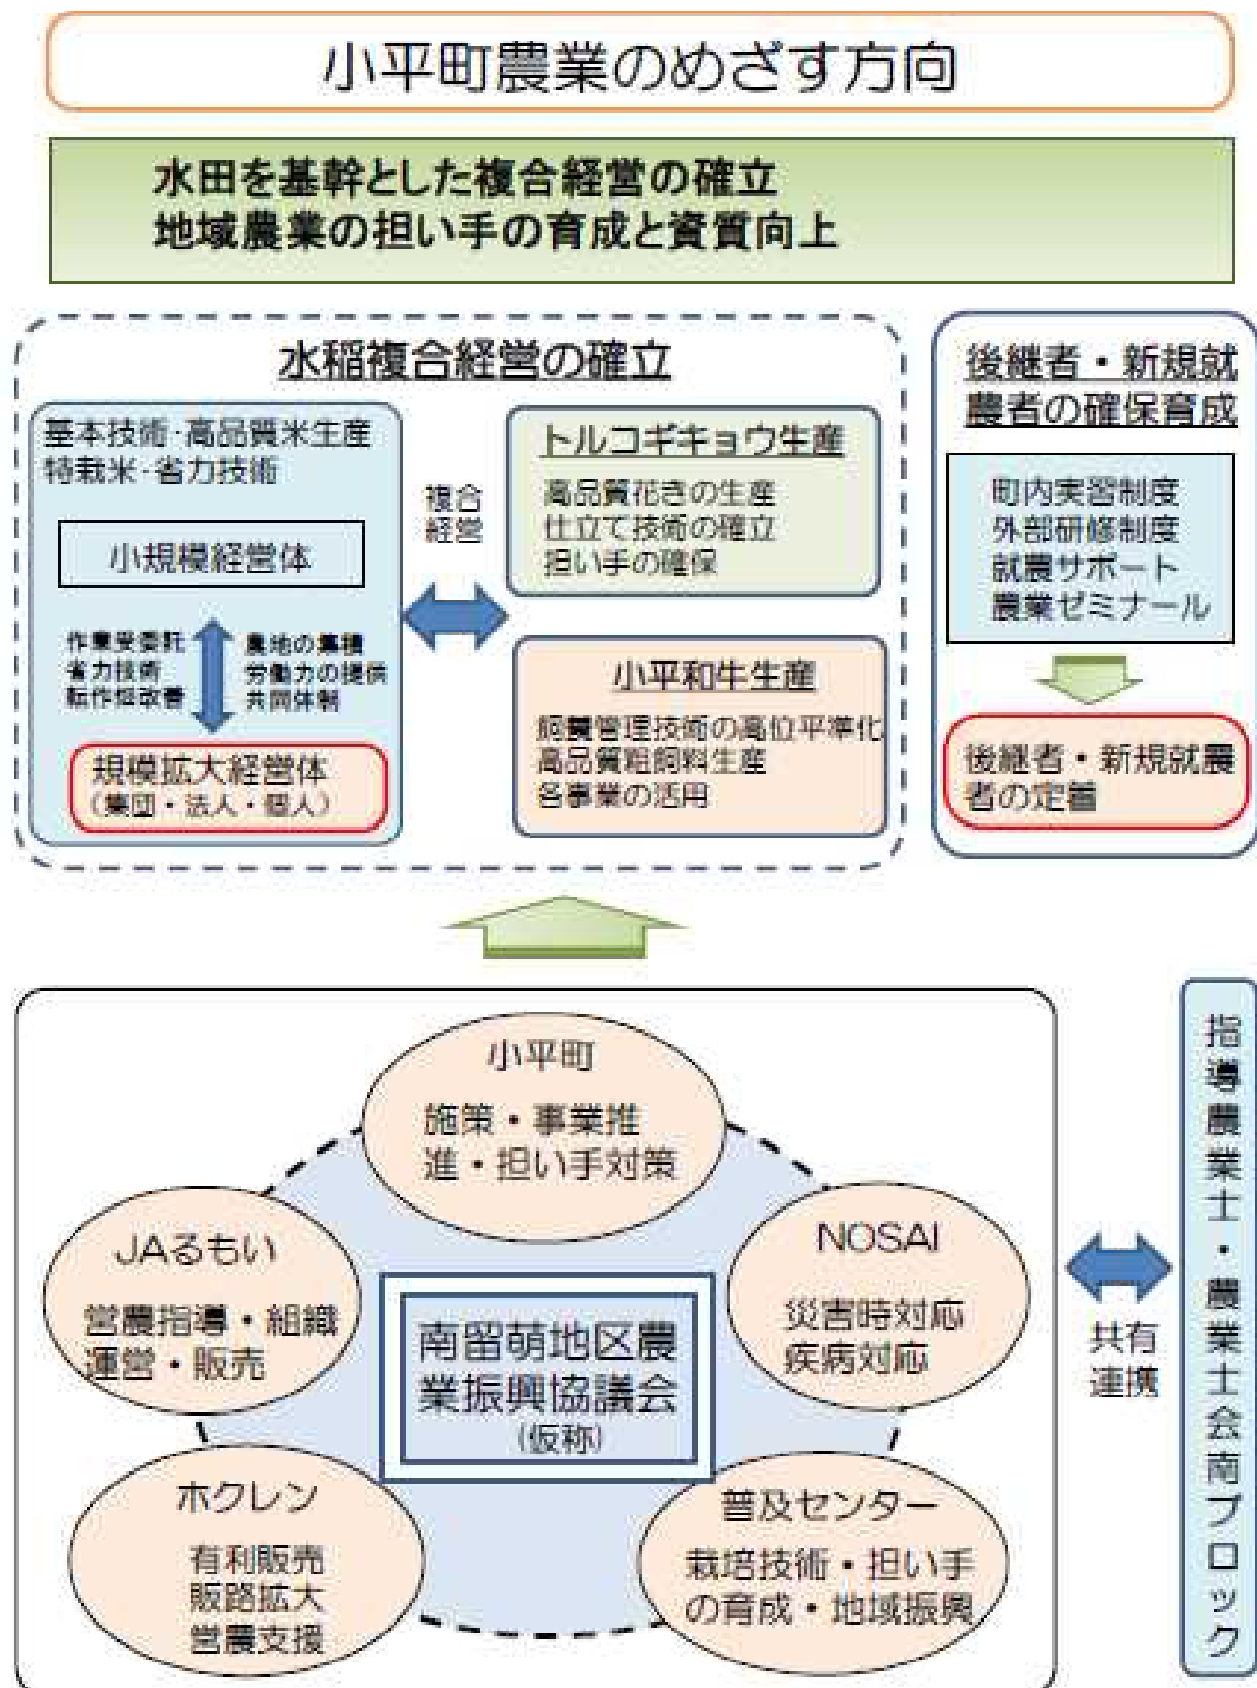 小平町農業のめざす方向
水田を基幹とした複合経営の確立
地域農業の担い手の育成と資質向上
水稲複合経営の確立
基本技術・高品質米生産
特栽米・省力技術
小規模経営体
作業受委託
省力技術
転作畑改善
農地の集積
労働力の提供
共同体制
規模拡大経営体
(集団・法人・個人)
複合
経営
トルコギキョウ生産
高品質花きの生産
仕立て技術の確立
担い手の確保
小平和牛生産
飼養管理技術の高位平準化
高品質粗飼料生産
各事業の活用
後継者・新規就
農者の確保育成
町内実習制度
外部研修制度
就農サポート
農業ゼミナール
後継者・新規就農
者の定着
小平町
施策・事業推
進・担い手対策
JAるもい
営農指導・組織
運営・販売
NOSAI
災害時対応
疾病対応
南留萌地区農
業振興協議会
(仮称)
ホクレン
有利販売
販路拡大
営農支援
普及センター
栽培技術・担い手
の育成・地域振興
共有
連携
指導農業士・農業士会南ブロック